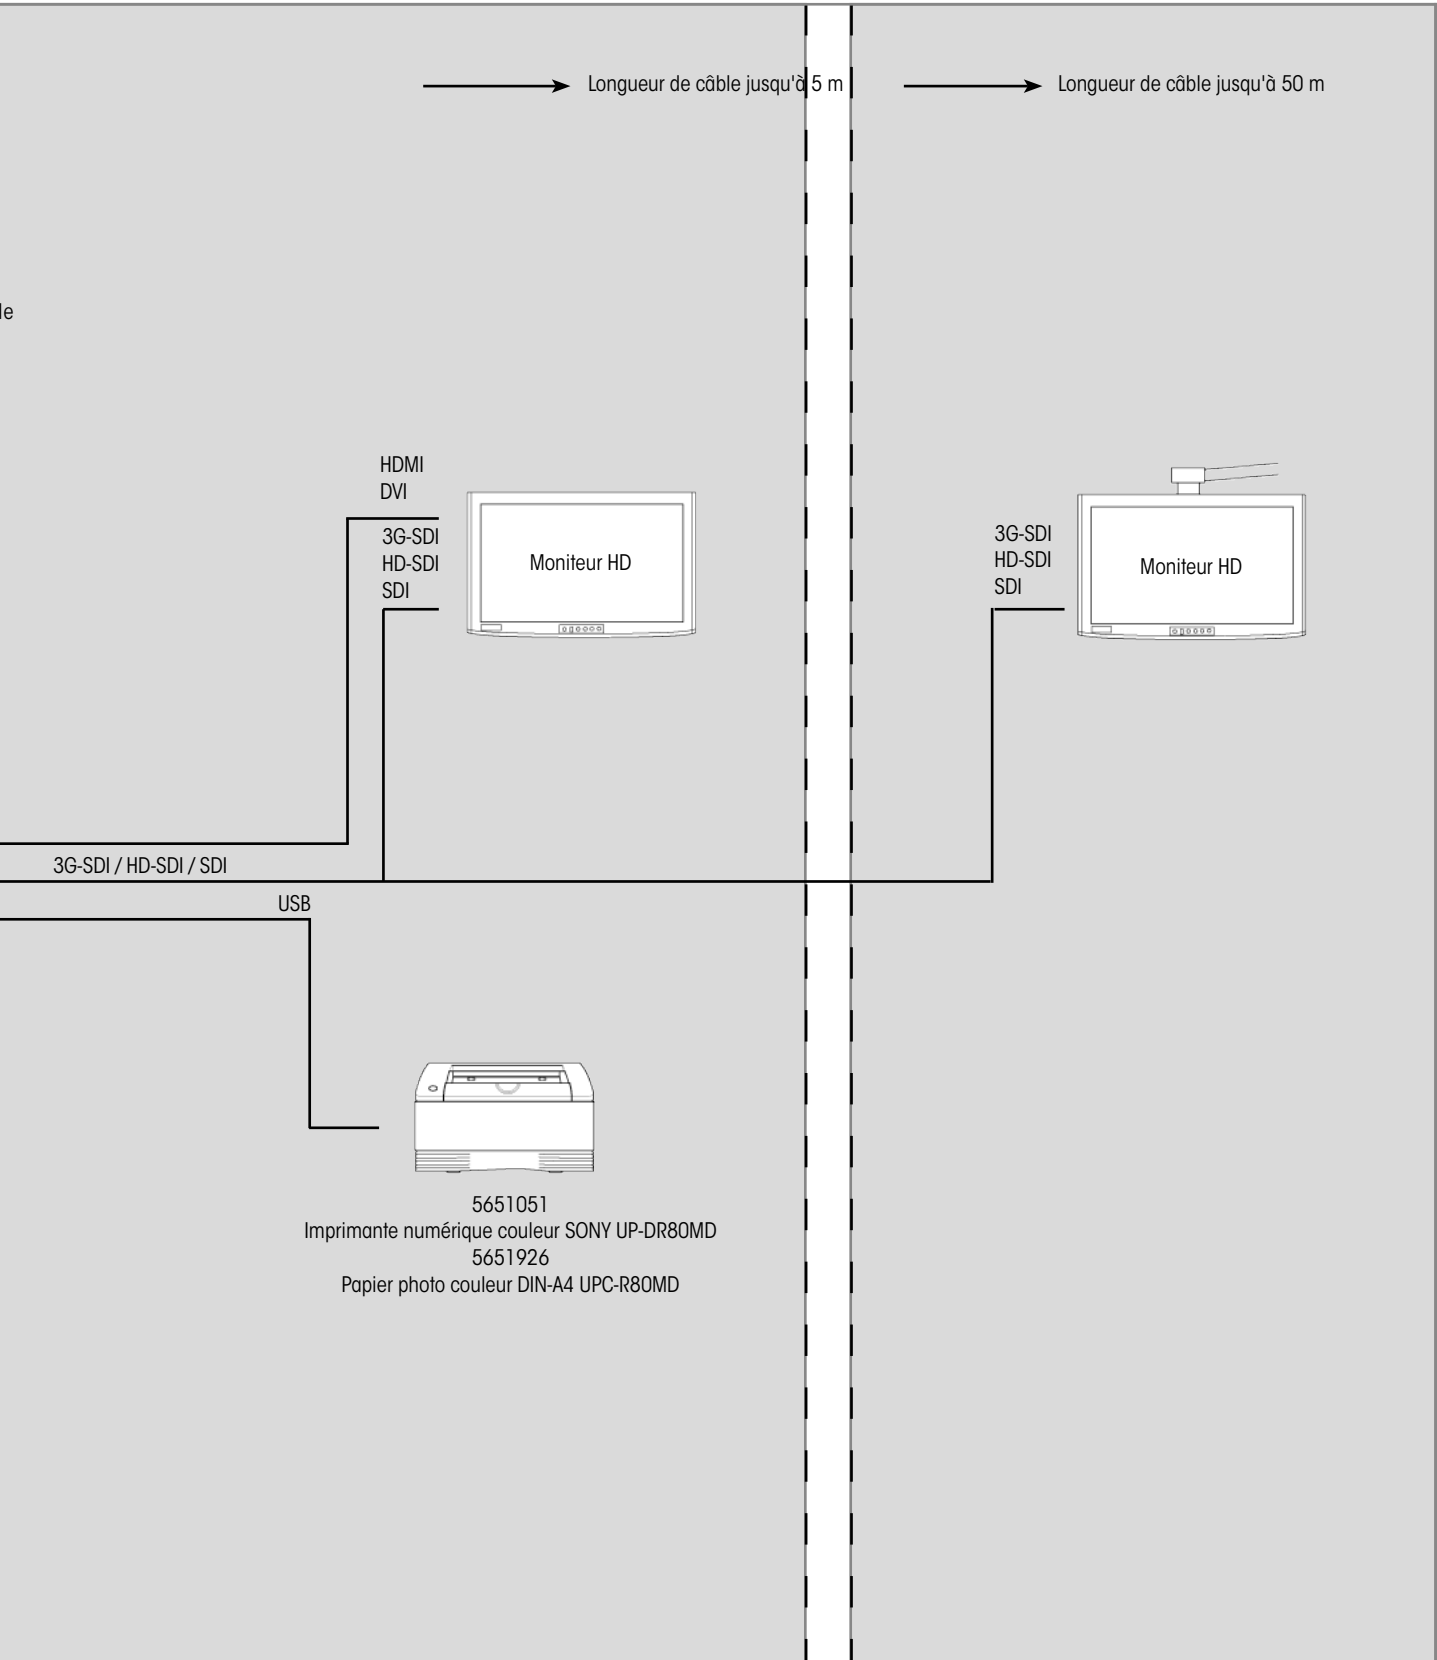 Longueur de câble jusqu'à 5 m
Longueur de câble jusqu'à 50 m
HDMI
DVI
3G-SDI
HD-SDI
SDI
Moniteur HD
3G-SDI
HD-SDI
SDI
Moniteur HD
3G-SDI / HD-SDI / SDI
USB
5651051
Imprimante numérique couleur SONY UP-DR80MD
5651926
Papier photo couleur DIN-A4 UPC-R80MD